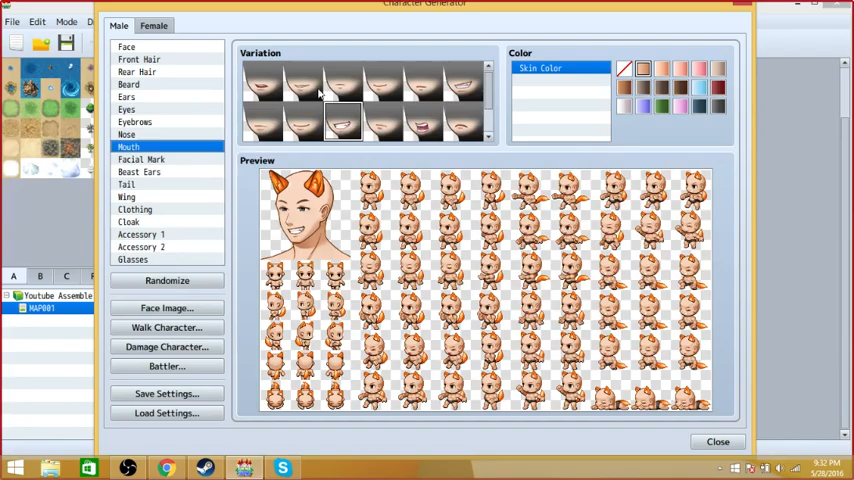 Character Generator
File Edit Mode
Male Female
Face
Front Hair
Rear Hair
Beard
Ears
Eyes
Eyebrows
Nose
Mouth
Facial Mark
Beast Ears
Tail
Wing
Clothing
Cloak
Accessory 1
Accessory 2
Glasses
Randomize
Face Image...
Walk Character...
Damage Character...
Battler...
Save Settings...
Load Settings...
Variation
Color
Skin Color
Preview
Close
A B C
Youtube Assemble
MAP001
9:32 PM
5/28/2016